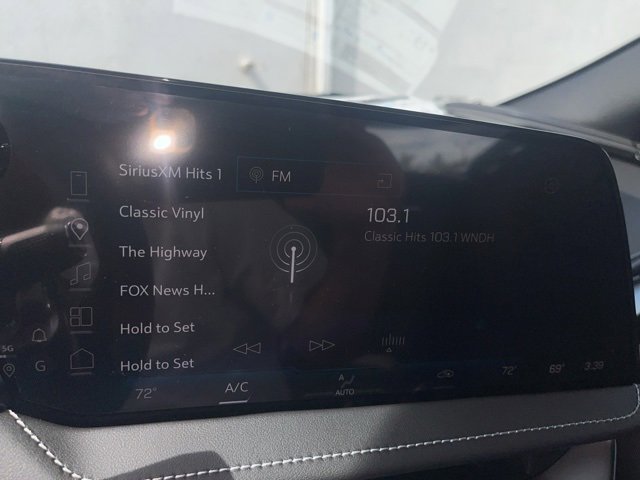 SiriusXM Hits 1
FM
Classic Vinyl
103.1
Classic Hits 103.1 WNDH
The Highway
FOX News H...
Hold to Set
5G
G
Hold to Set
72°
A/C
A
AUTO
72°
69°
3:39